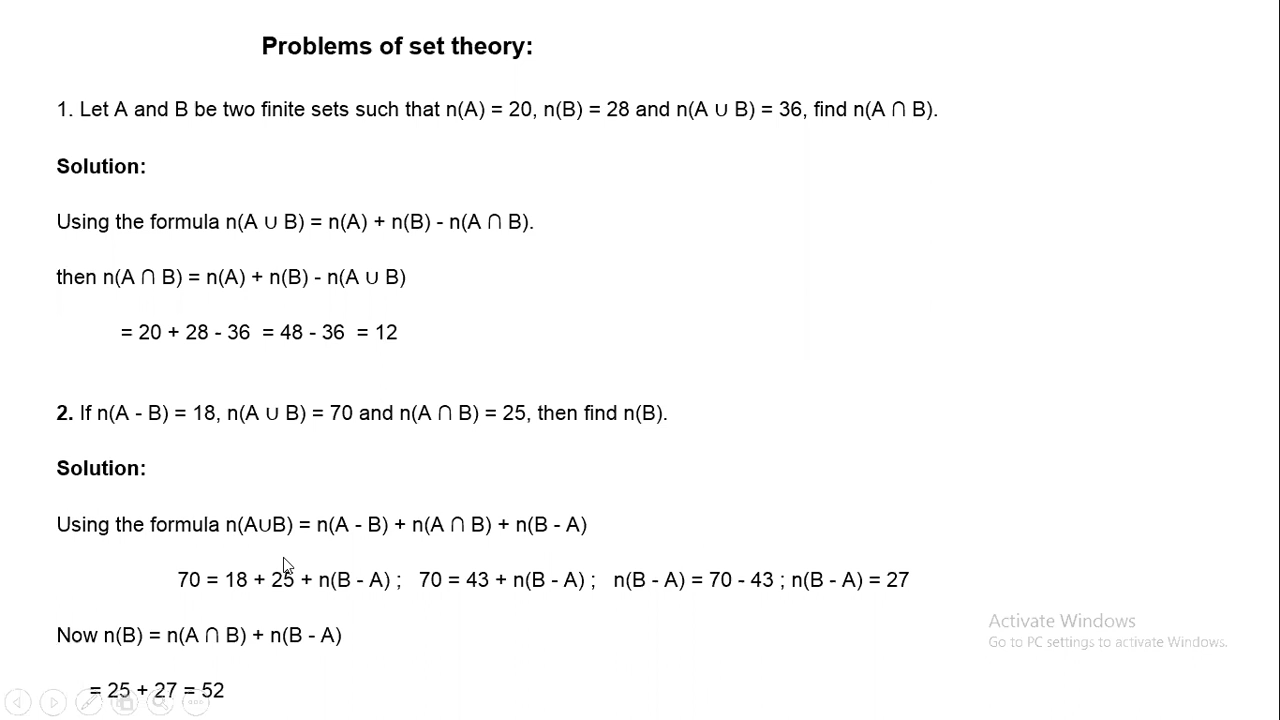 Problems of set theory:
1. Let A and B be two finite sets such that n(A) = 20, n(B) = 28 and n(A ∪ B) = 36, find n(A ∩ B).
Solution:
Using the formula n(A ∪ B) = n(A) + n(B) - n(A ∩ B).
then n(A ∩ B) = n(A) + n(B) - n(A ∪ B)
= 20 + 28 - 36 = 48 - 36 = 12
2. If n(A - B) = 18, n(A ∪ B) = 70 and n(A ∩ B) = 25, then find n(B).
Solution:
Using the formula n(A∪B) = n(A - B) + n(A ∩ B) + n(B - A)
70 = 18 + 25 + n(B - A) ; 70 = 43 + n(B - A) ; n(B - A) = 70 - 43 ; n(B - A) = 27
Now n(B) = n(A ∩ B) + n(B - A)
= 25 + 27 = 52
Activate Windows
Go to PC settings to activate Windows.